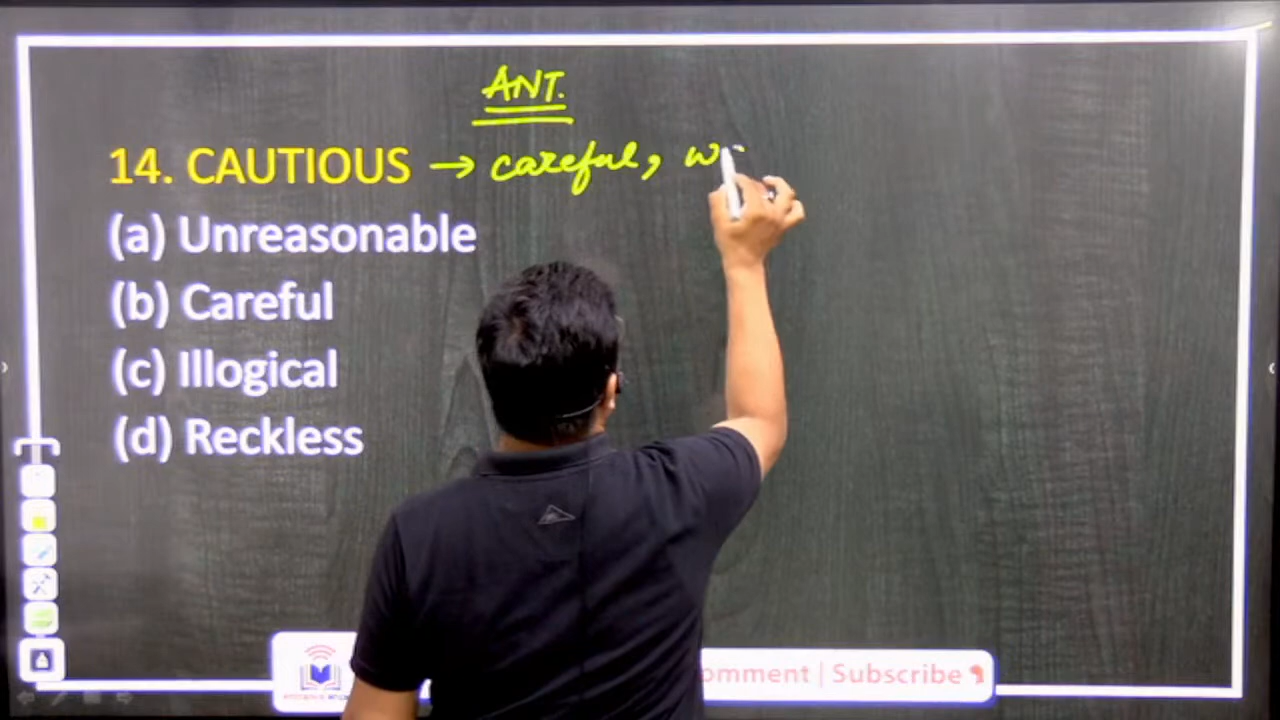 ANT.
14. CAUTIOUS → careful, w
(a) Unreasonable
(b) Careful
(c) Illogical
(d) Reckless
omment | Subscribe